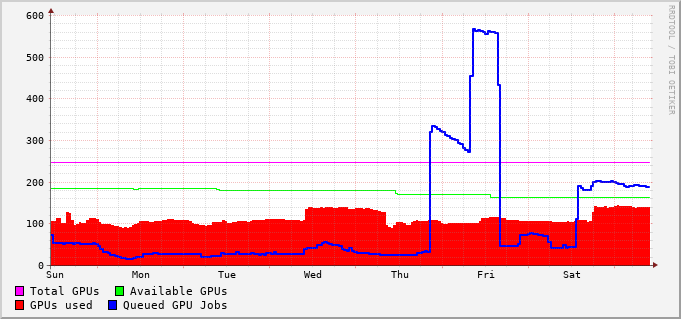 600
500
400
300
200
100
0
Sun Mon Tue Wed Thu Fri Sat
Total GPUs Available GPUs
GPUs used Queued GPU Jobs
RRDTOOL / TOBI OETIKER